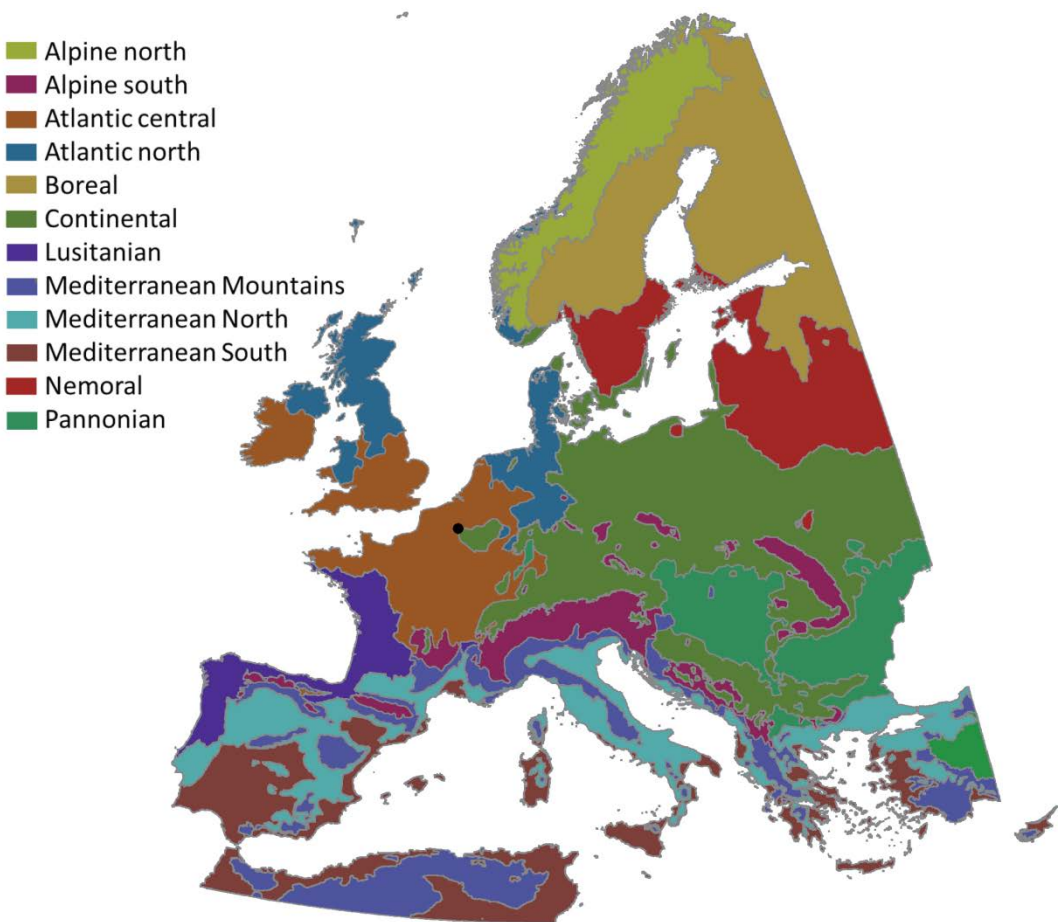 Alpine north
Alpine south
Atlantic central
Atlantic north
Boreal
Continental
Lusitanian
Mediterranean Mountains
Mediterranean North
Mediterranean South
Nemoral
Pannonian